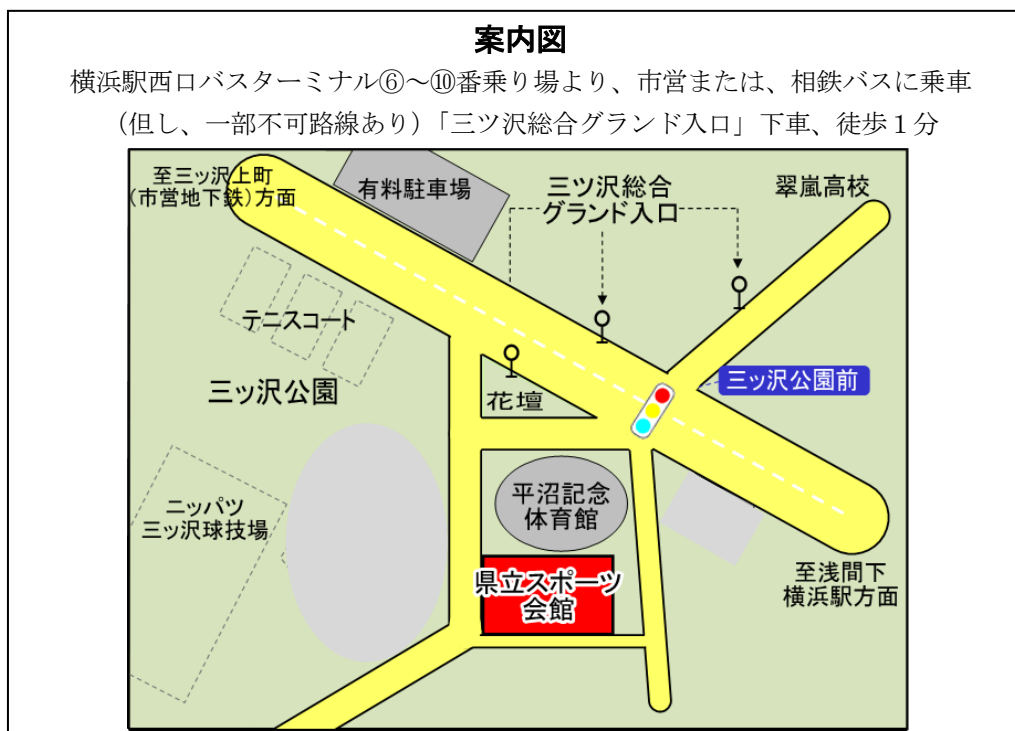 案内図
横浜駅西口バスターミナル⑥～⑩番乗り場より、市営または、相鉄バスに乗車
（但し、一部不可路線あり）「三ツ沢総合グランド入口」下車、徒歩１分
至三ッ沢上町
(市営地下鉄)方面
有料駐車場
三ツ沢総合
グランド入口
翠嵐高校
テニスコート
三ッ沢公園
花壇
三ッ沢公園前
ニッパツ
三ッ沢球技場
平沼記念
体育館
県立スポーツ
会館
至浅間下
横浜駅方面